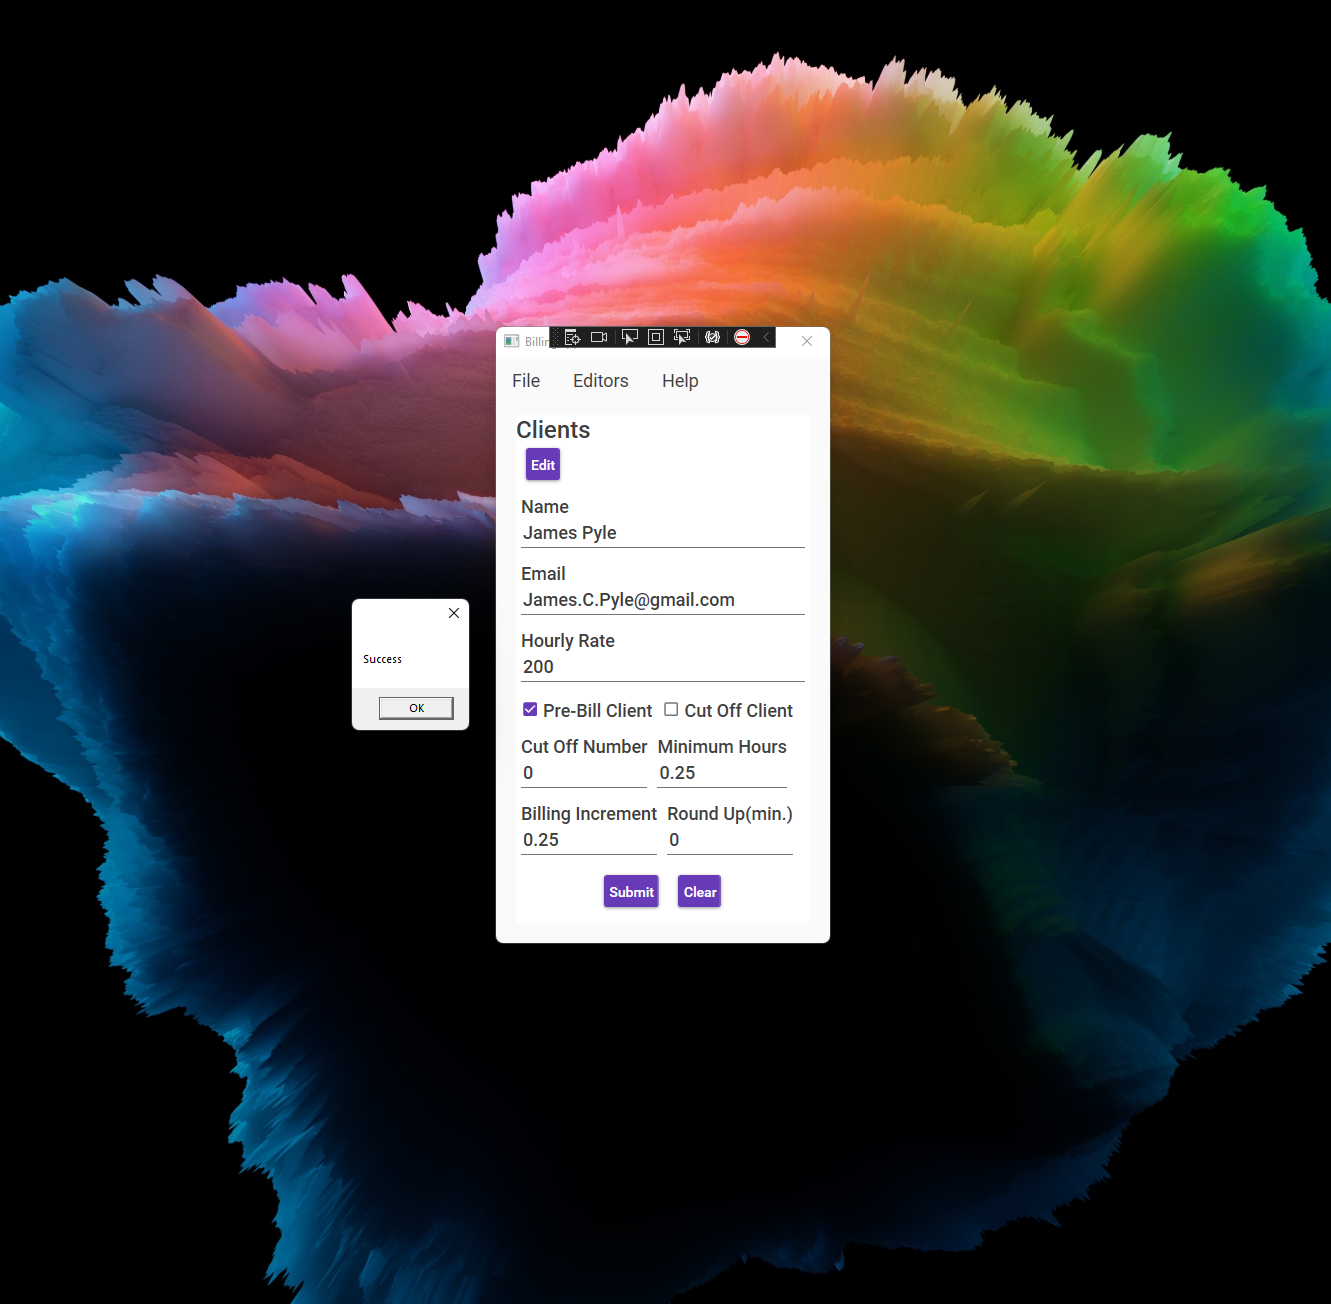 File Editors Help
Clients
Edit
Name
James Pyle
Email
James.C.Pyle@gmail.com
Hourly Rate
200
Pre-Bill Client Cut Off Client
Cut Off Number Minimum Hours
0 0.25
Billing Increment Round Up(min.)
0.25 0
Submit Clear
Success
OK